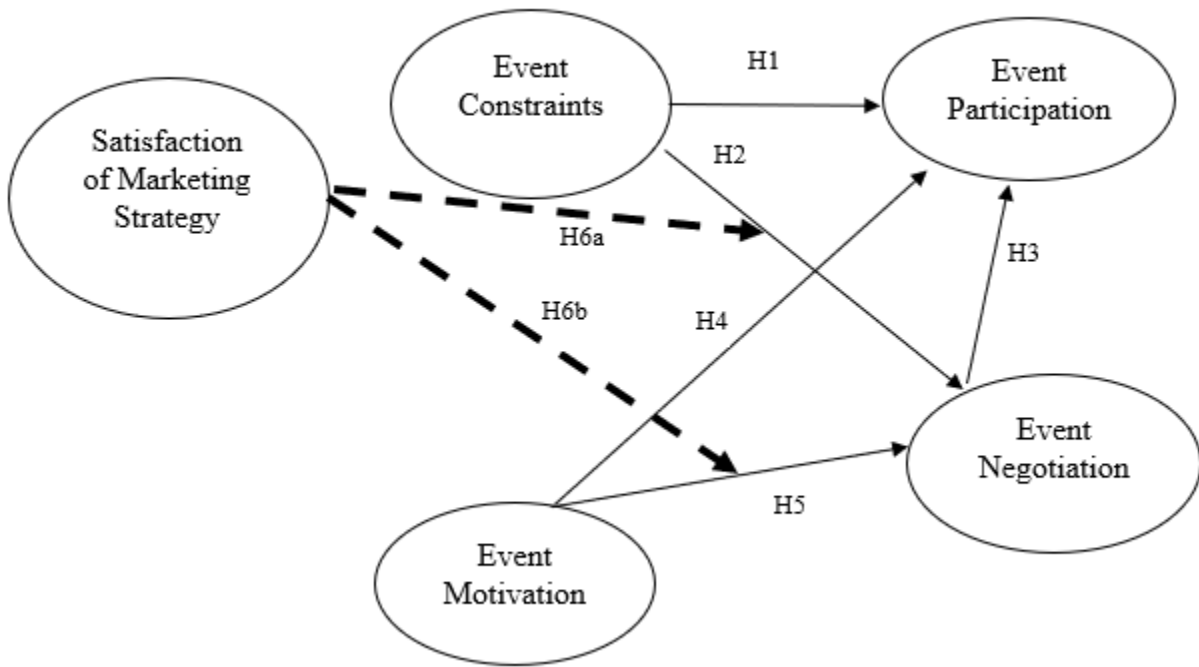 Event
Constraints
H1
Event
Participation
Satisfaction
of Marketing
Strategy
H2
H6a
H3
H6b
H4
Event
Negotiation
H5
Event
Motivation